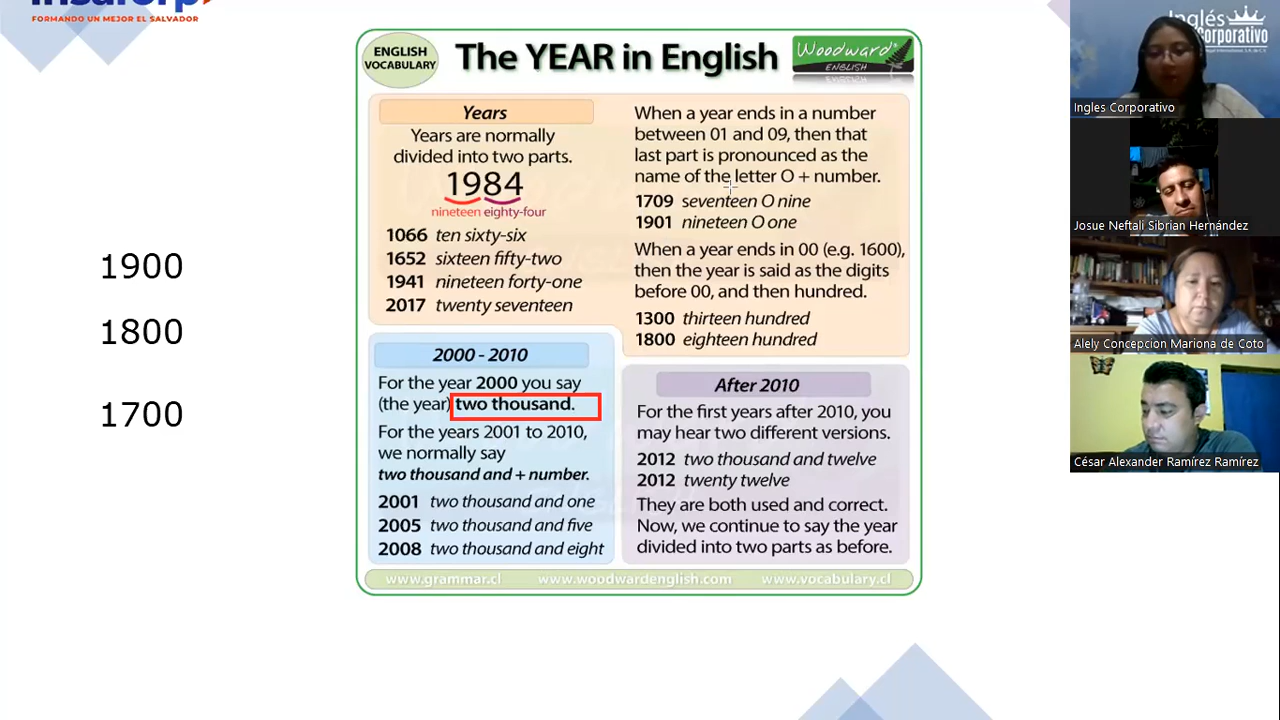 FORMANDO UN MEJOR EL SALVADOR
1900
1800
1700
ENGLISH
VOCABULARY
The YEAR in English
Woodward
ENGLISH
Years
Years are normally
divided into two parts.
1984
nineteen eighty-four
1066 ten sixty-six
1652 sixteen fifty-two
1941 nineteen forty-one
2017 twenty seventeen
When a year ends in a number
between 01 and 09, then that
last part is pronounced as the
name of the letter O + number.
1709 seventeen O nine
1901 nineteen O one
When a year ends in 00 (e.g. 1600),
then the year is said as the digits
before 00, and then hundred.
1300 thirteen hundred
1800 eighteen hundred
2000 - 2010
For the year 2000 you say
(the year) two thousand.
For the years 2001 to 2010,
we normally say
two thousand and + number.
2001 two thousand and one
2005 two thousand and five
2008 two thousand and eight
After 2010
For the first years after 2010, you
may hear two different versions.
2012 two thousand and twelve
2012 twenty twelve
They are both used and correct.
Now, we continue to say the year
divided into two parts as before.
www.grammar.cl www.woodwardenglish.com www.vocabulary.cl
Inglés
Corporativo
Ingles Corporativo
Josue Neftali Sibrian Hernández
Alely Concepcion Mariona de Coto
César Alexander Ramírez Ramírez